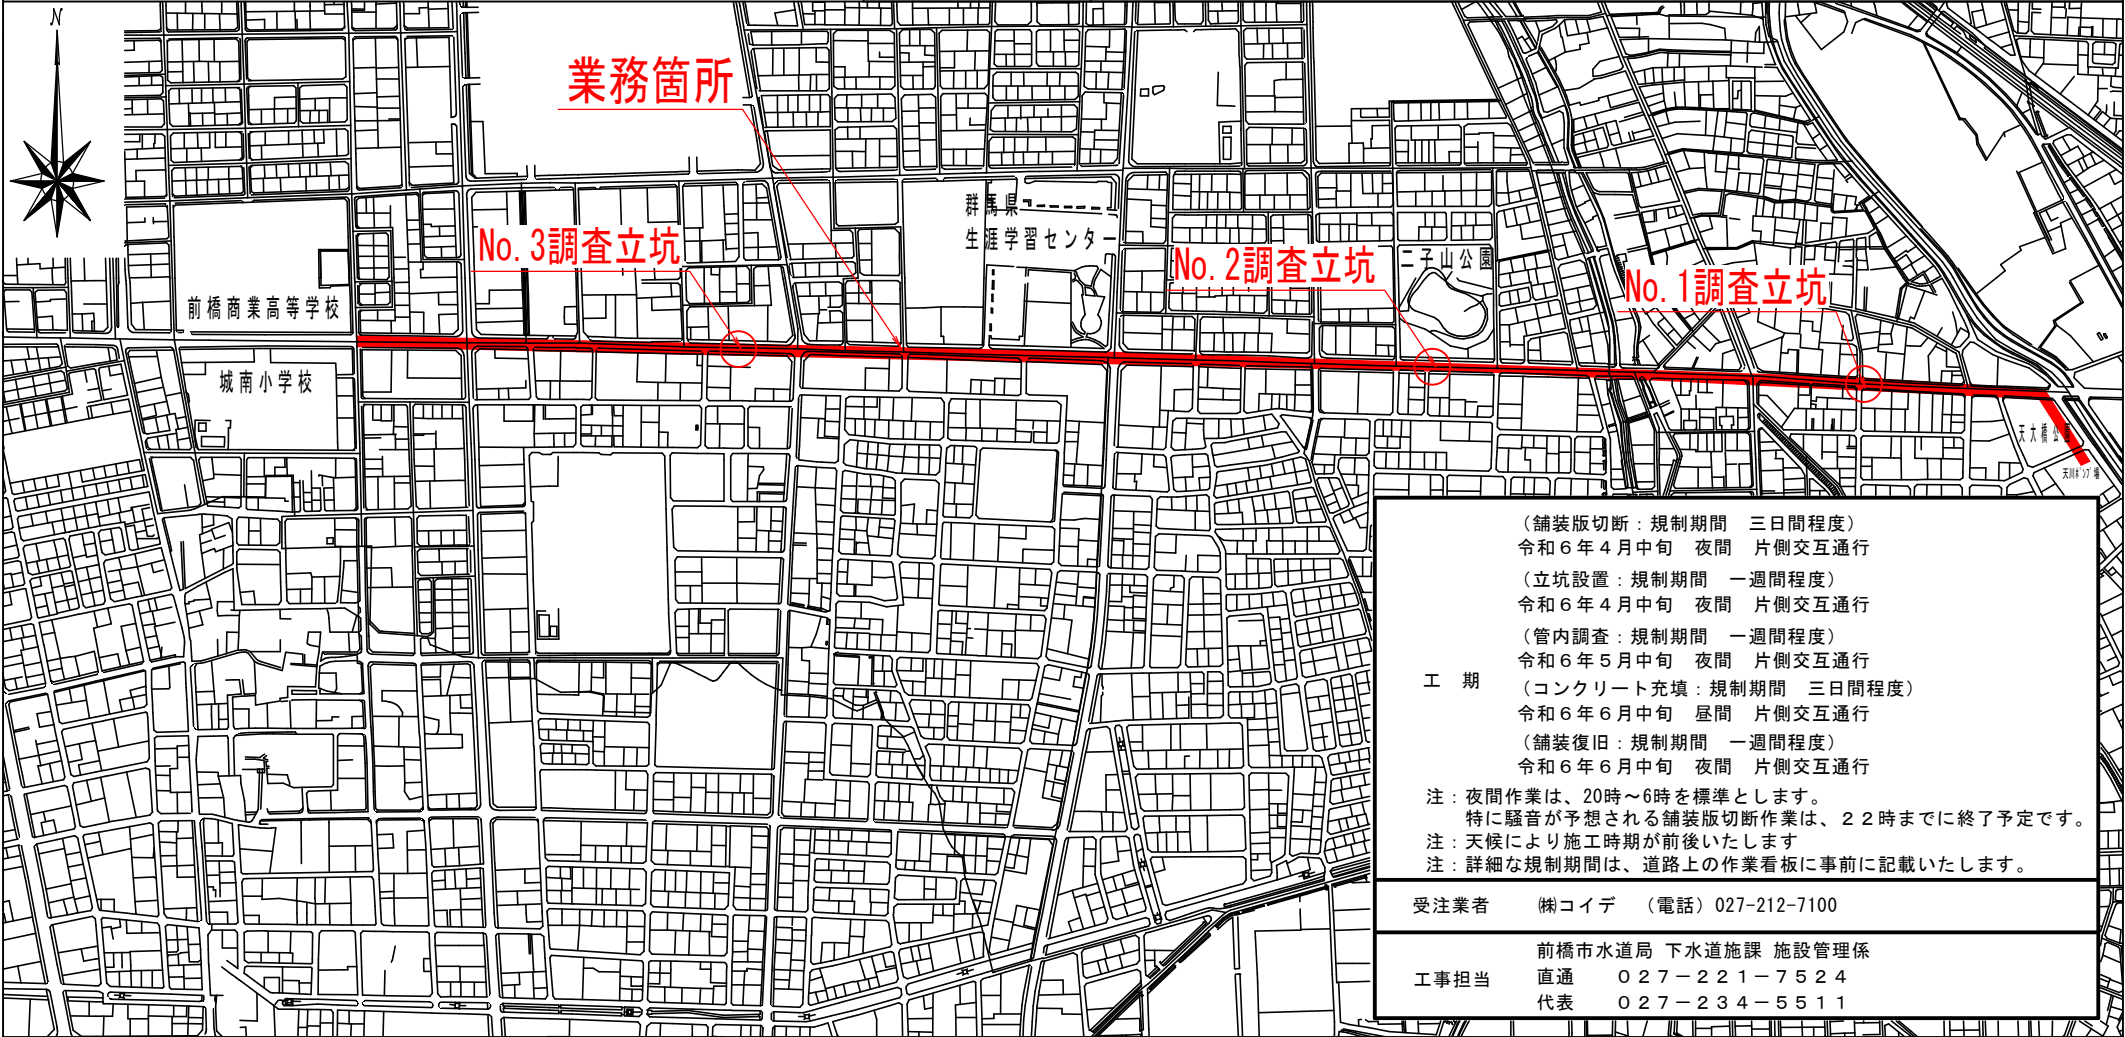 N
業務箇所
群馬県
生涯学習センター
No.3調査立坑
No.2調査立坑
二子山公園
No.1調査立坑
前橋商業高等学校
城南小学校
天大橋公園
天川ポンプ場
工 期
（舗装版切断：規制期間 三日間程度）
令和６年４月中旬 夜間 片側交互通行
（立坑設置：規制期間 一週間程度）
令和６年４月中旬 夜間 片側交互通行
（管内調査：規制期間 一週間程度）
令和６年５月中旬 夜間 片側交互通行
（コンクリート充填：規制期間 三日間程度）
令和６年６月中旬 昼間 片側交互通行
（舗装復旧：規制期間 一週間程度）
令和６年６月中旬 夜間 片側交互通行
注：夜間作業は、20時～6時を標準とします。
特に騒音が予想される舗装版切断作業は、２２時までに終了予定です。
注：天候により施工時期が前後いたします
注：詳細な規制期間は、道路上の作業看板に事前に記載いたします。
受注業者 ㈱コイデ （電話）027-212-7100
工事担当
前橋市水道局 下水道施課 施設管理係
直通 ０２７－２２１－７５２４
代表 ０２７－２３４－５５１１